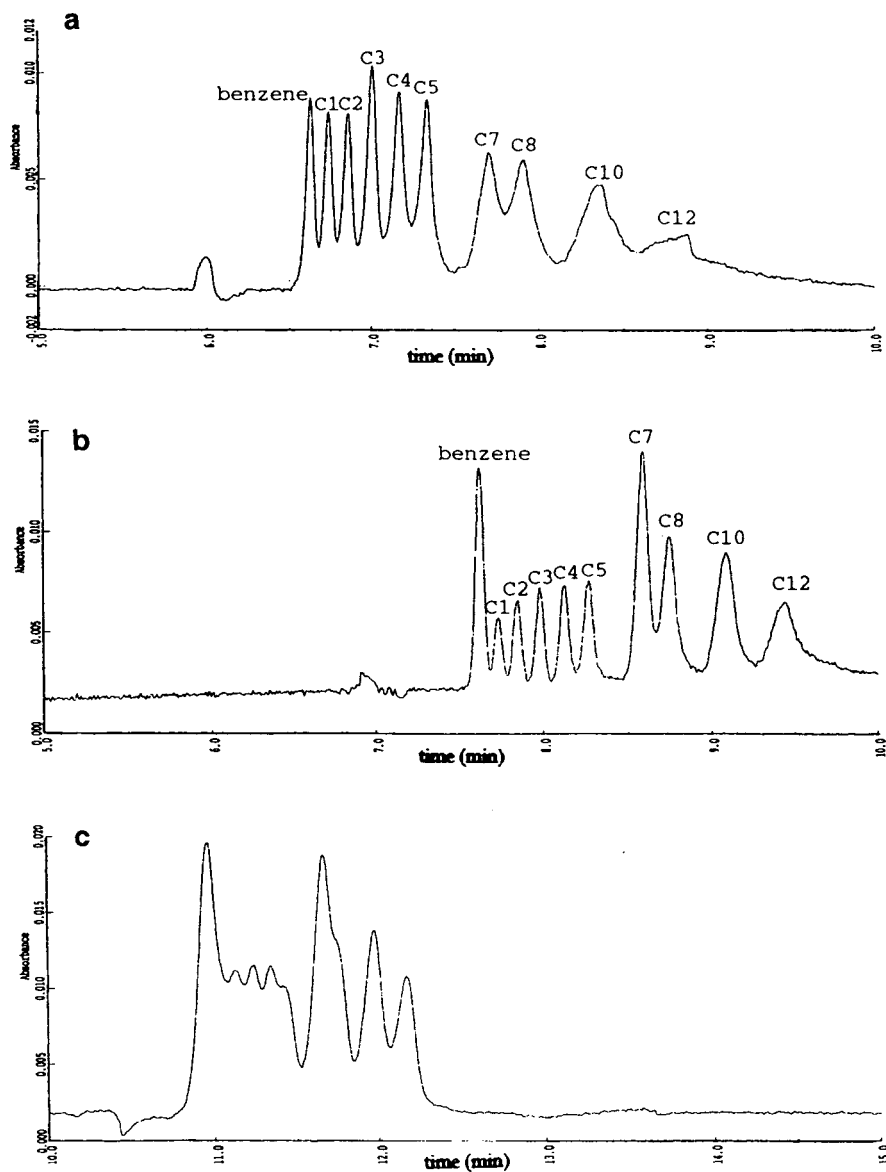 a
0.012
0.010
0.005
0.000
-0.002
Absorbance
benzene
C1
C2
C3
C4
C5
C7
C8
C10
C12
5.0
6.0
7.0
8.0
9.0
10.0
time (min)
b
0.015
0.010
0.005
0.000
Absorbance
benzene
C1
C2
C3
C4
C5
C7
C8
C10
C12
5.0
6.0
7.0
8.0
9.0
10.0
time (min)
c
0.020
0.015
0.010
0.005
0.000
Absorbance
10.0
11.0
12.0
13.0
14.0
15.0
time (min)